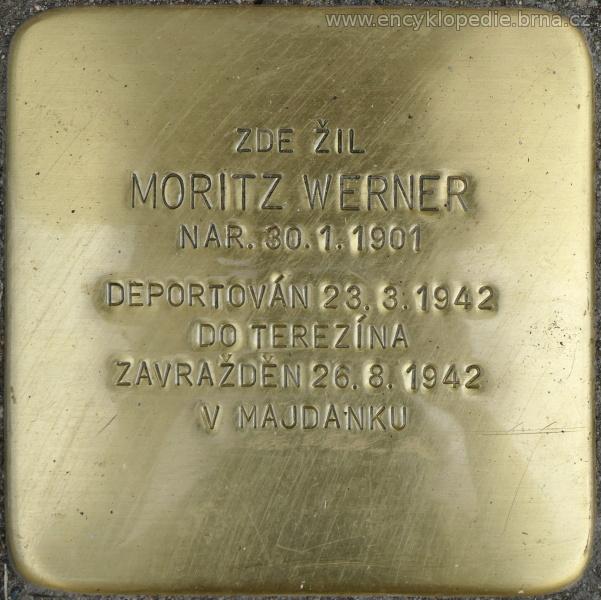 www.encyklopedie.brna.cz
ZDE ŽIL
MORITZ WERNER
NAR. 30.1.1901
DEPORTOVÁN 23.3.1942
DO TEREZÍNA
ZAVRAŽDĚN 26.8.1942
V MAJDANKU